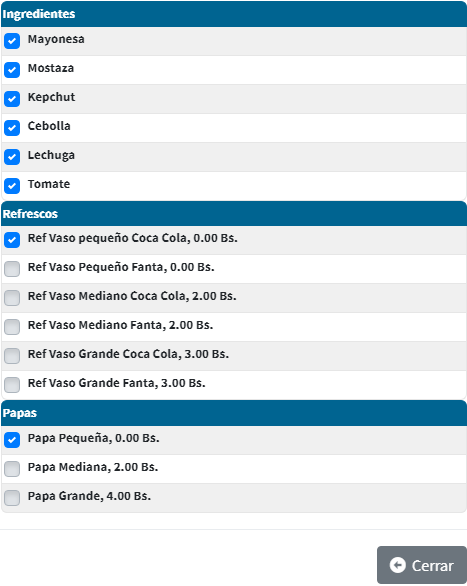 Ingredientes
Mayonesa
Mostaza
Kepchut
Cebolla
Lechuga
Tomate
Refrescos
Ref Vaso pequeño Coca Cola, 0.00 Bs.
Ref Vaso Pequeño Fanta, 0.00 Bs.
Ref Vaso Mediano Coca Cola, 2.00 Bs.
Ref Vaso Mediano Fanta, 2.00 Bs.
Ref Vaso Grande Coca Cola, 3.00 Bs.
Ref Vaso Grande Fanta, 3.00 Bs.
Papas
Papa Pequeña, 0.00 Bs.
Papa Mediana, 2.00 Bs.
Papa Grande, 4.00 Bs.
Cerrar